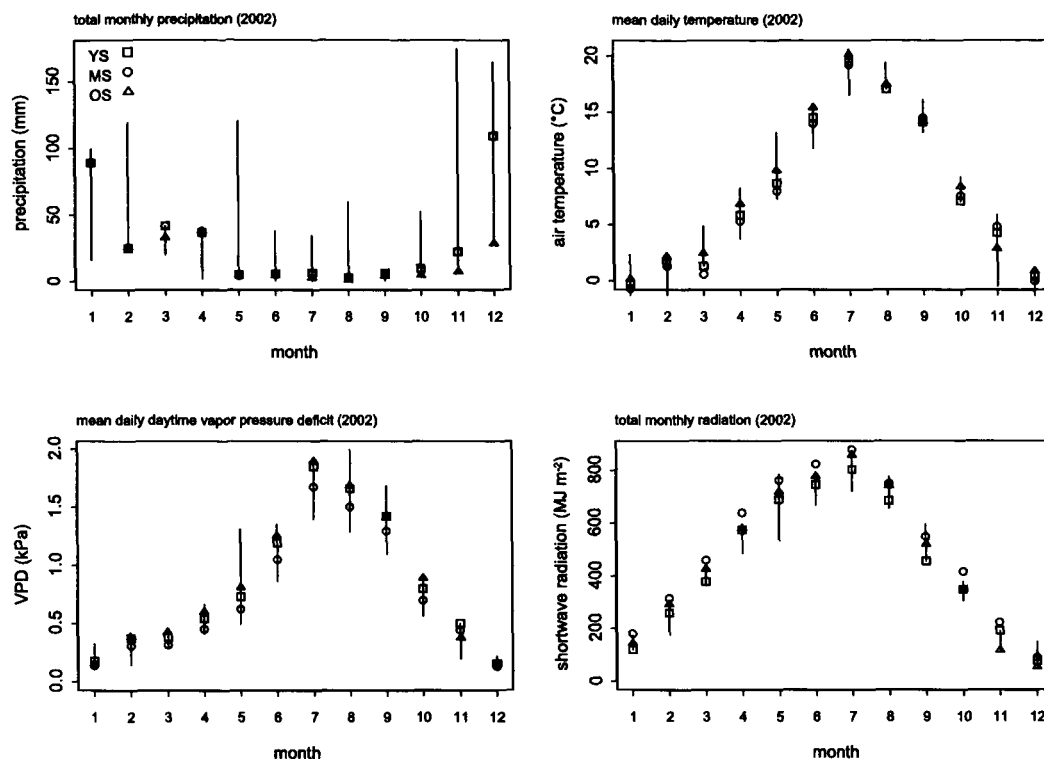 total monthly precipitation (2002)
YS
MS
OS
precipitation (mm)
0 50 100 150
1 2 3 4 5 6 7 8 9 10 11 12
month
mean daily temperature (2002)
air temperature (°C)
0 5 10 15 20
1 2 3 4 5 6 7 8 9 10 11 12
month
mean daily daytime vapor pressure deficit (2002)
VPD (kPa)
0.0 0.5 1.0 1.5 2.0
1 2 3 4 5 6 7 8 9 10 11 12
month
total monthly radiation (2002)
shortwave radiation (MJ m⁻²)
0 200 400 600 800
1 2 3 4 5 6 7 8 9 10 11 12
month